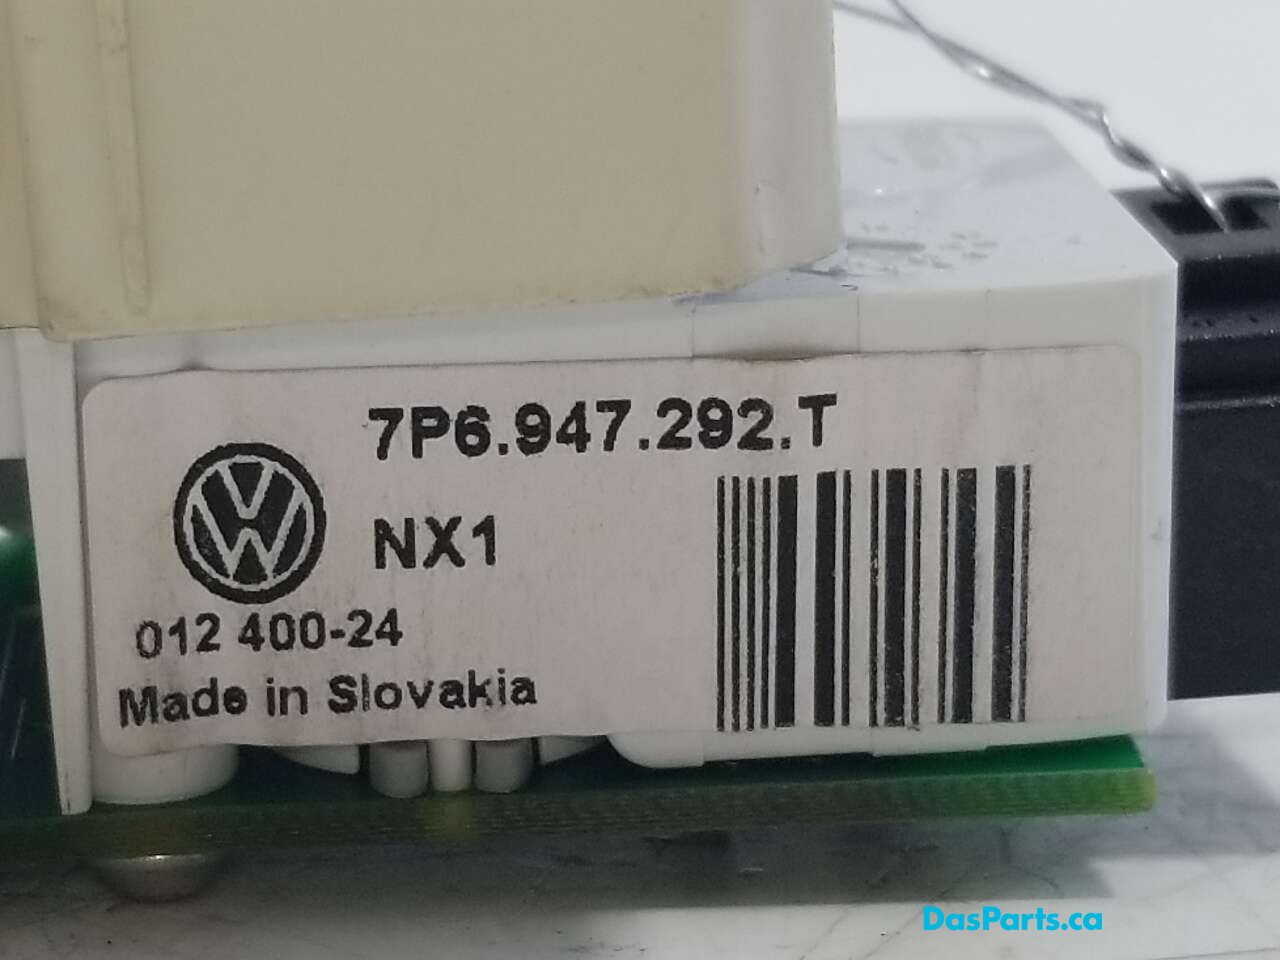 7P6.947.292.T
NX1
012 400-24
Made in Slovakia
DasParts.ca